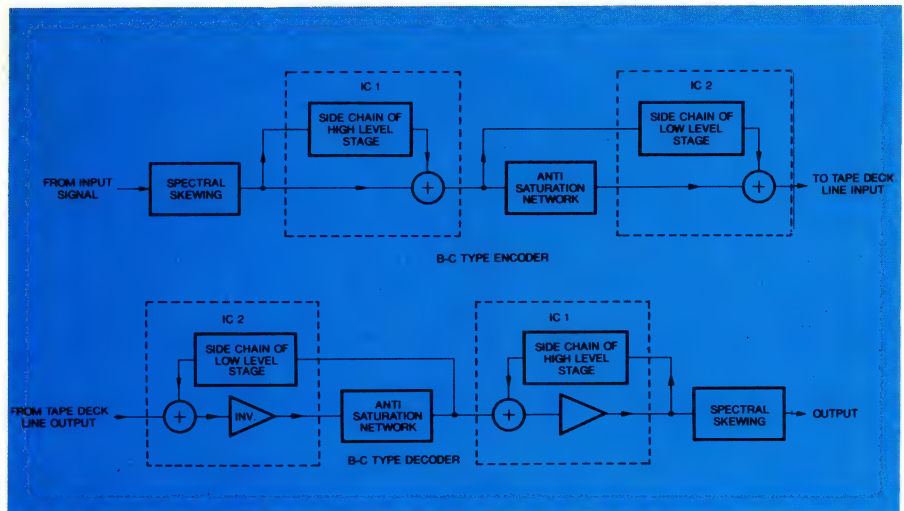 IC 1
SIDE CHAIN OF
HIGH LEVEL
STAGE
IC 2
SIDE CHAIN OF
LOW LEVEL
STAGE
FROM INPUT
SIGNAL
SPECTRAL
SKEWING
+
ANTI
SATURATION
NETWORK
+
TO TAPE DECK
LINE INPUT
B-C TYPE ENCODER
IC 2
SIDE CHAIN OF
LOW LEVEL
STAGE
IC 1
SIDE CHAIN OF
HIGH LEVEL
STAGE
FROM TAPE DECK
LINE OUTPUT
+
INV.
ANTI
SATURATION
NETWORK
+
SPECTRAL
SKEWING
OUTPUT
B-C TYPE DECODER